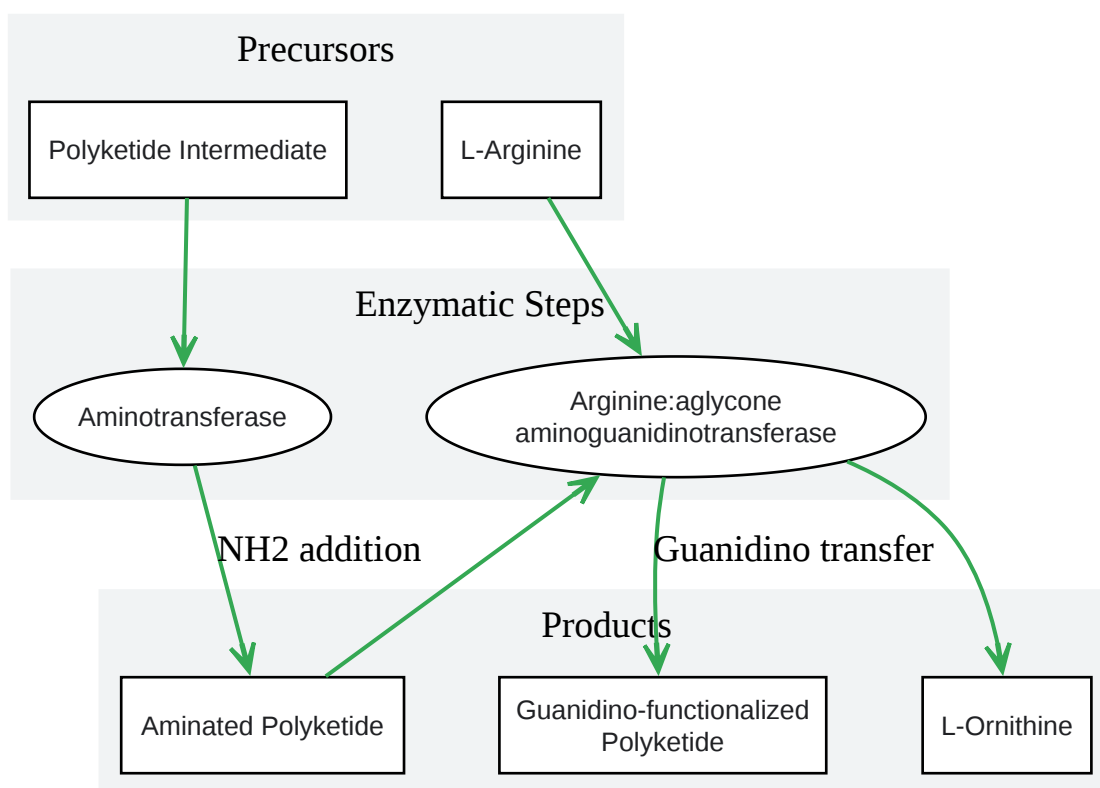 Precursors
Polyketide Intermediate
L-Arginine
Enzymatic Steps
Aminotransferase
Arginine:aglycone
aminoguanidinotransferase
NH2 addition
Guanidino transfer
Products
Aminated Polyketide
Guanidino-functionalized
Polyketide
L-Ornithine